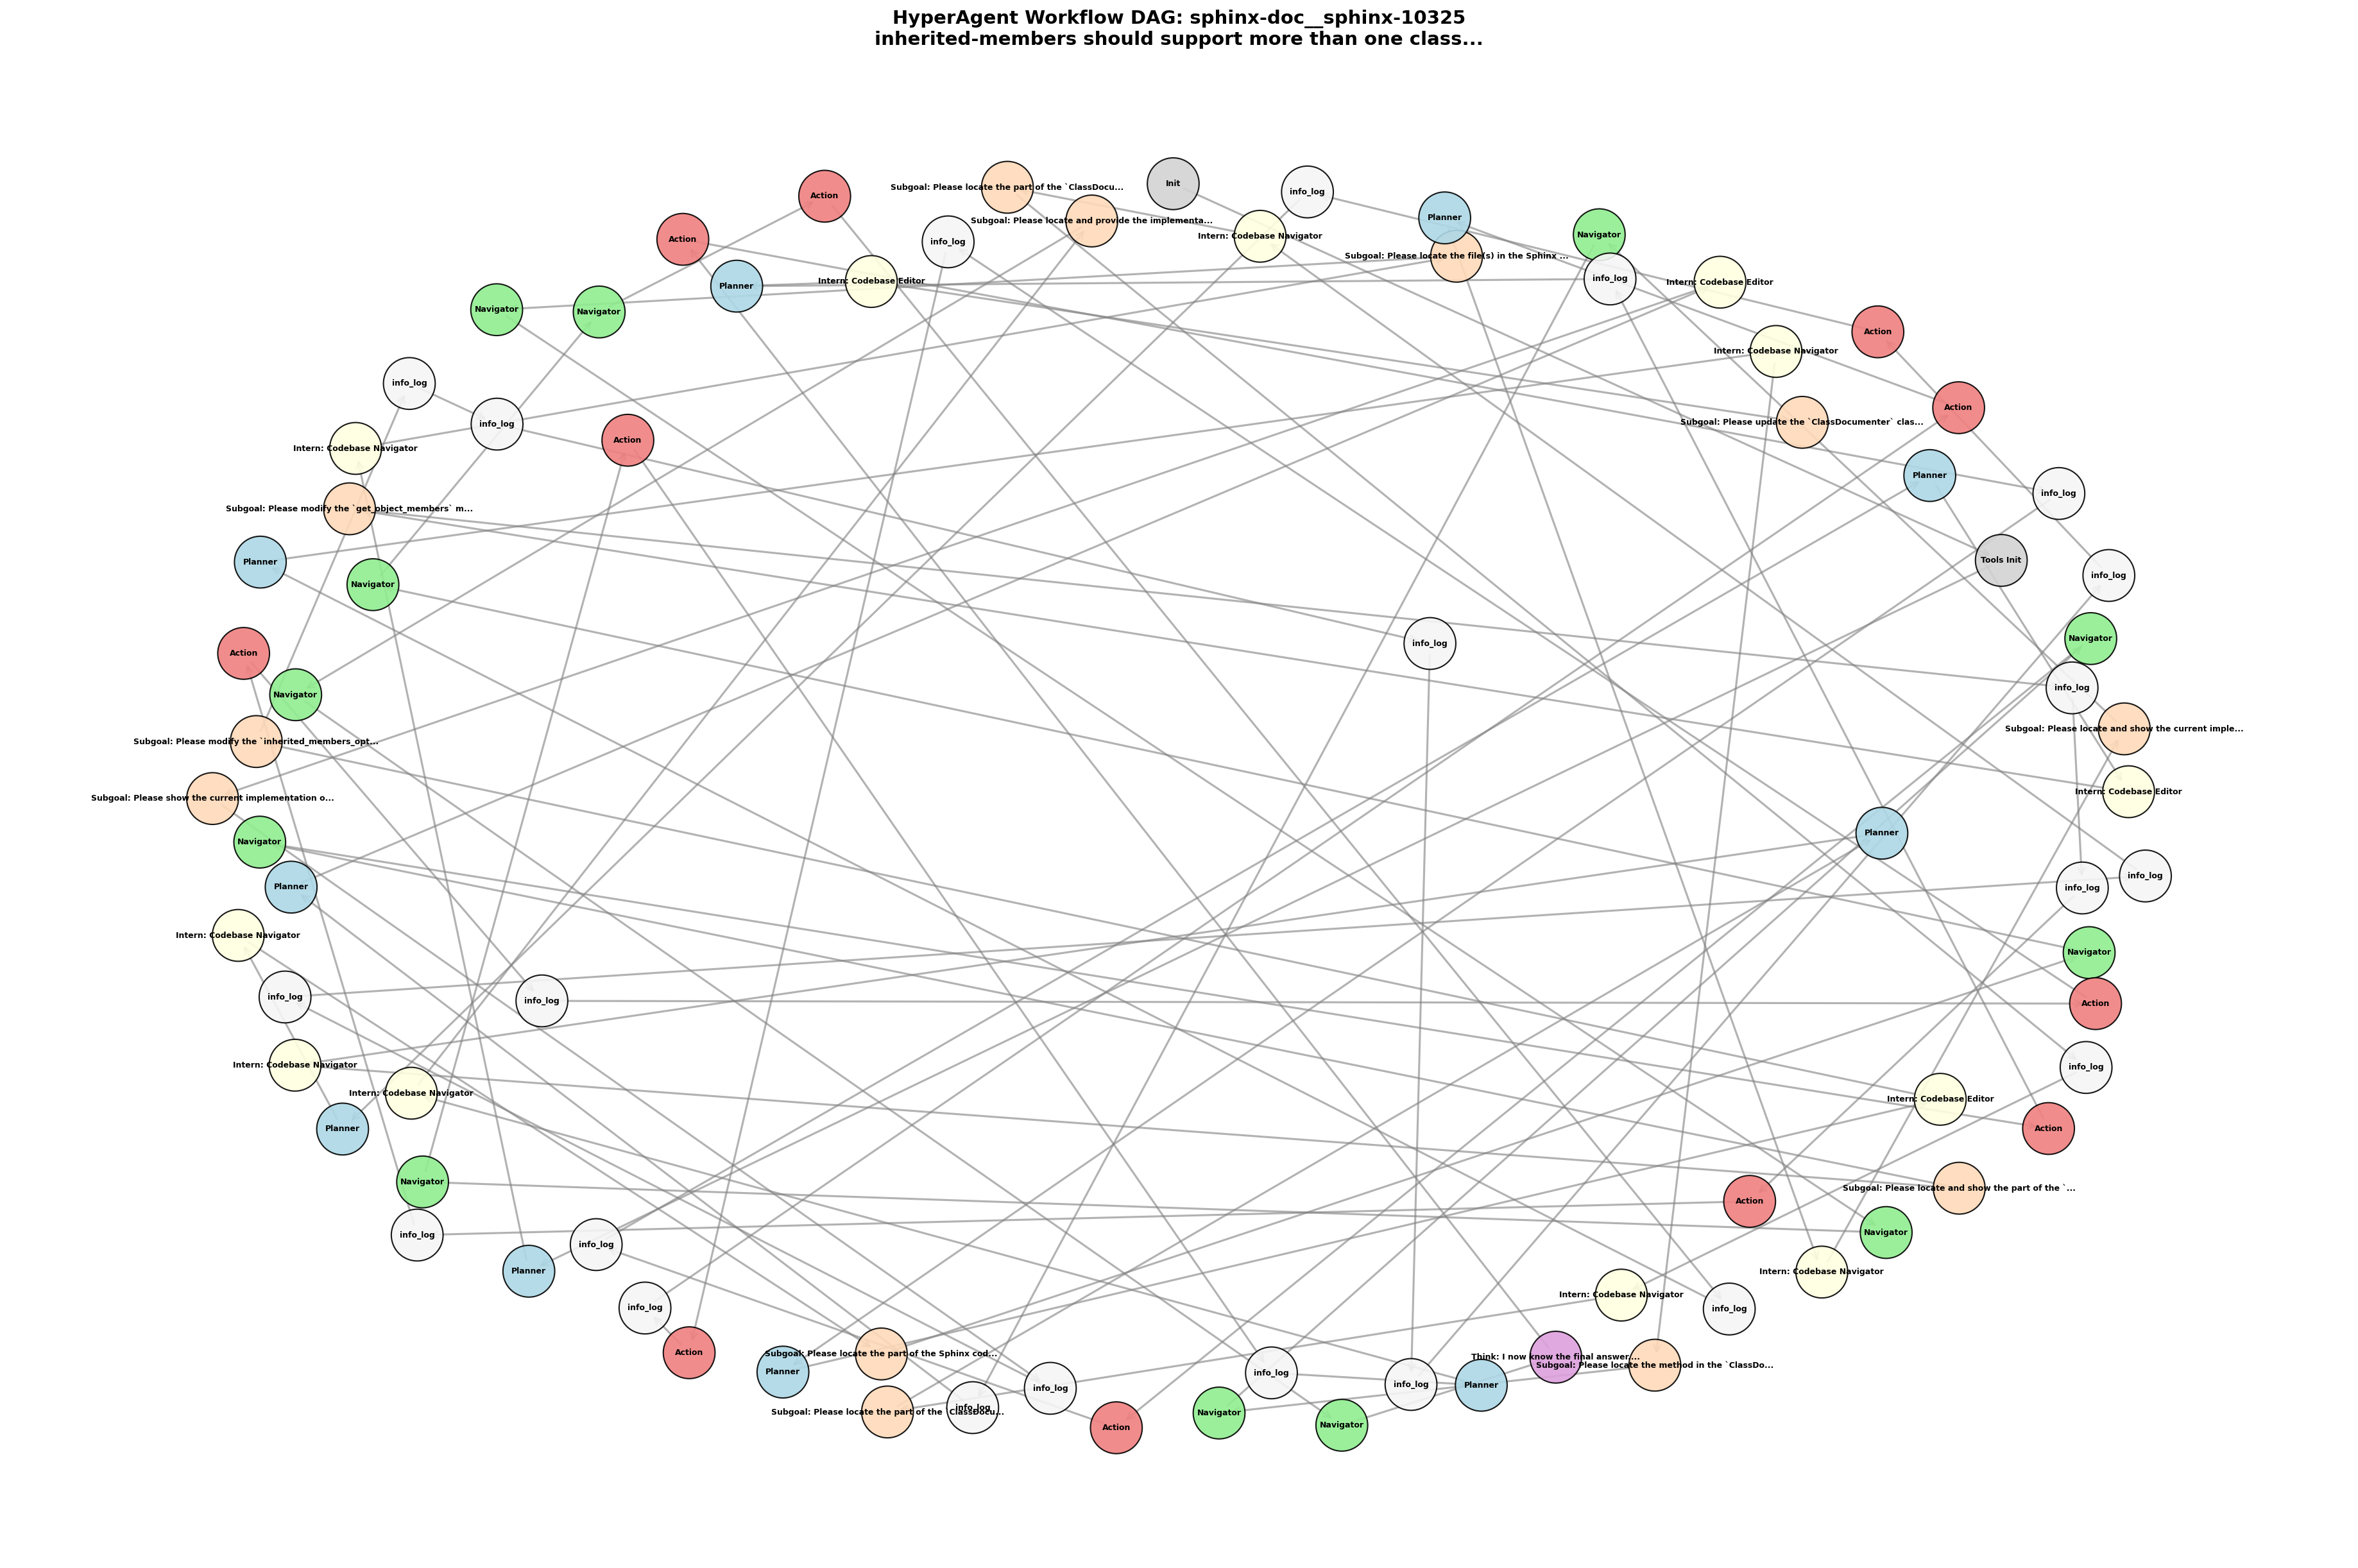 HyperAgent Workflow DAG: sphinx-doc__sphinx-10325
inherited-members should support more than one class...
Init
Subgoal: Please locate the part of the `ClassDocu...
info_log
Action
Planner
Subgoal: Please locate and provide the implementa...
Navigator
Intern: Codebase Navigator
Action
info_log
Subgoal: Please locate the file(s) in the Sphinx ...
info_log
Intern: Codebase Editor
Intern: Codebase Editor
Planner
Navigator
Navigator
Action
Intern: Codebase Navigator
info_log
Action
Subgoal: Please update the `ClassDocumenter` clas...
info_log
Action
Intern: Codebase Navigator
Planner
info_log
Subgoal: Please modify the `get_object_members` m...
Tools Init
Planner
info_log
Navigator
Navigator
info_log
Action
info_log
Navigator
Subgoal: Please locate and show the current imple...
Subgoal: Please modify the `inherited_members_opt...
Intern: Codebase Editor
Subgoal: Please show the current implementation o...
Planner
Navigator
info_log
Planner
info_log
Intern: Codebase Navigator
Navigator
info_log
info_log
Action
Intern: Codebase Navigator
info_log
Intern: Codebase Navigator
Intern: Codebase Editor
Planner
Action
Navigator
Subgoal: Please locate and show the part of the `...
Action
Navigator
info_log
info_log
Planner
Intern: Codebase Navigator
Intern: Codebase Navigator
info_log
info_log
Action
Subgoal: Please locate the part of the Sphinx cod...
Think: I now know the final answer....
Subgoal: Please locate the method in the `ClassDo...
Planner
info_log
info_log
Planner
info_log
info_log
Subgoal: Please locate the part of the `ClassDocu...
Navigator
Navigator
Action